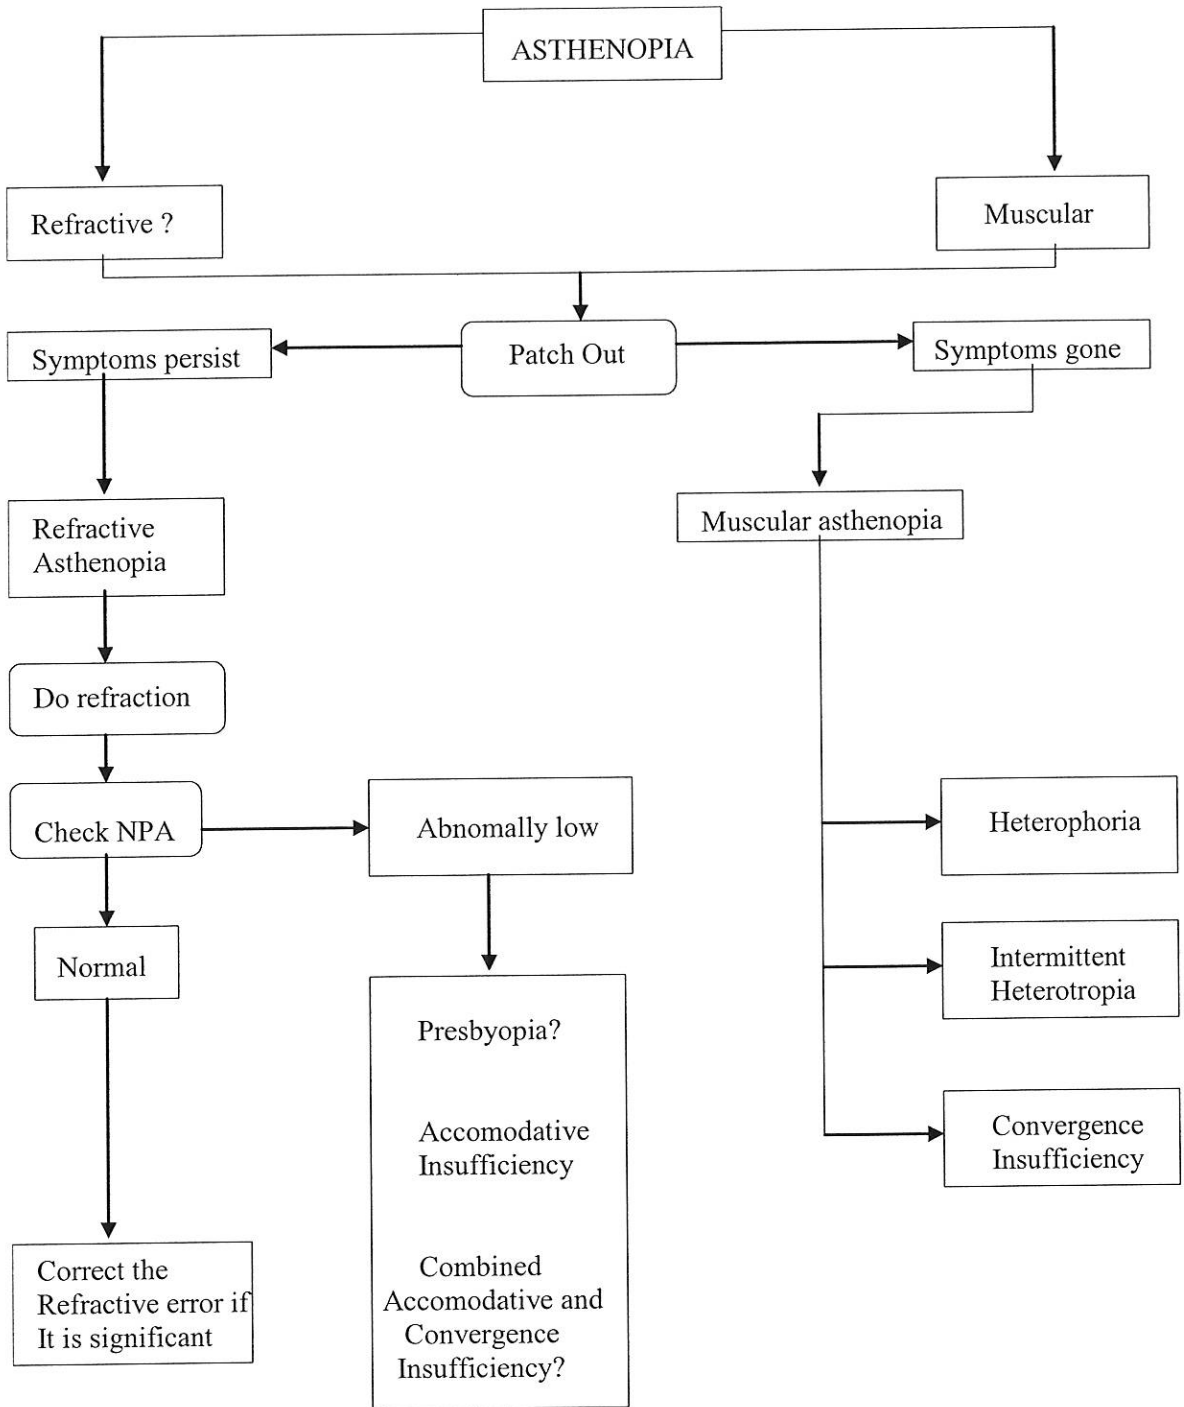 ASTHENOPIA
Refractive ?
Muscular
Symptoms persist
Patch Out
Symptoms gone
Refractive
Asthenopia
Muscular asthenopia
Do refraction
Check NPA
Abnomally low
Heterophoria
Normal
Intermittent
Heterotropia
Presbyopia?
Accomodative
Insufficiency
Convergence
Insufficiency
Correct the
Refractive error if
It is significant
Combined
Accomodative and
Convergence
Insufficiency?